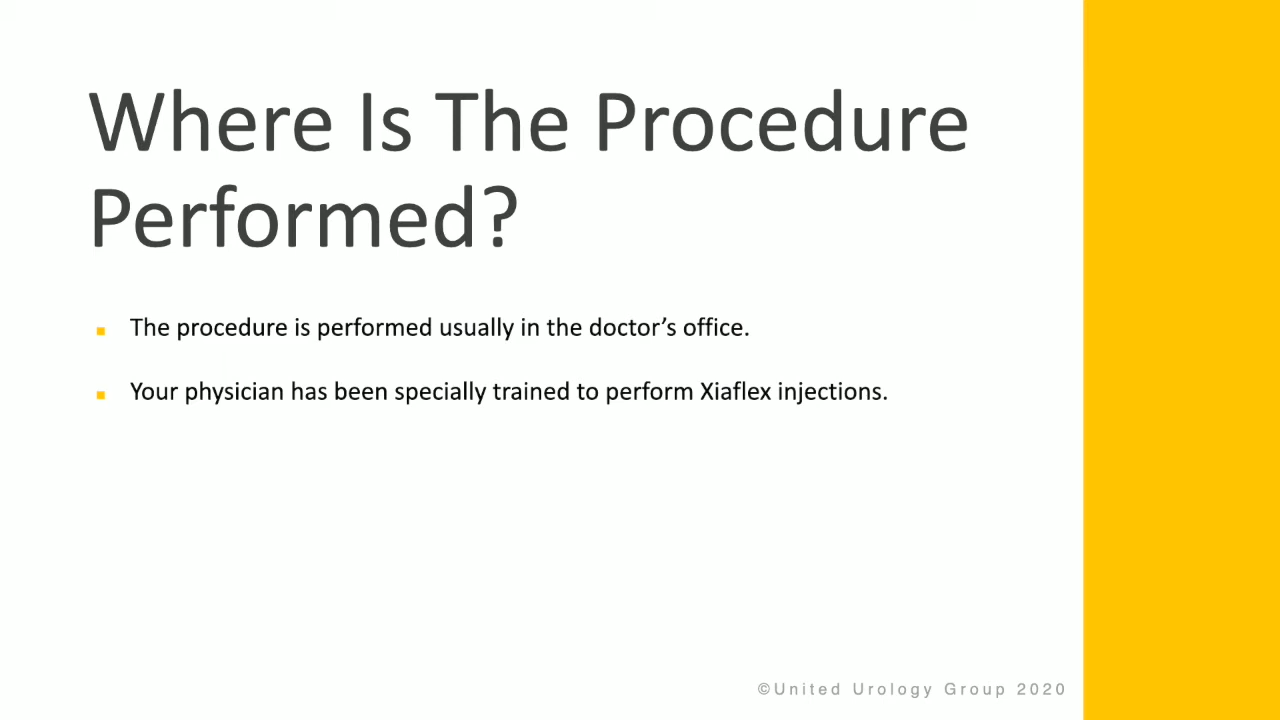 Where Is The Procedure
Performed?
The procedure is performed usually in the doctor’s office.
Your physician has been specially trained to perform Xiaflex injections.
©United Urology Group 2020